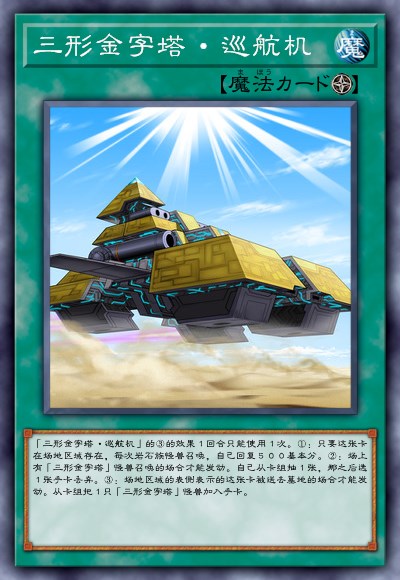 三形金字塔・巡航机
魔
【魔法カード】
まほう
「三形金字塔・巡航机」的③的效果1回合只能使用1次。①：只要这张卡
在场地区域存在，每次岩石族怪兽召唤，自己回复500基本分。②：场上
有「三形金字塔」怪兽召唤的场合才能发动。自己从卡组抽1张，那之后选
1张手卡丢弃。③：场地区域的表侧表示的这张卡被送去墓地的场合才能发
动。从卡组把1只「三形金字塔」怪兽加入手卡。